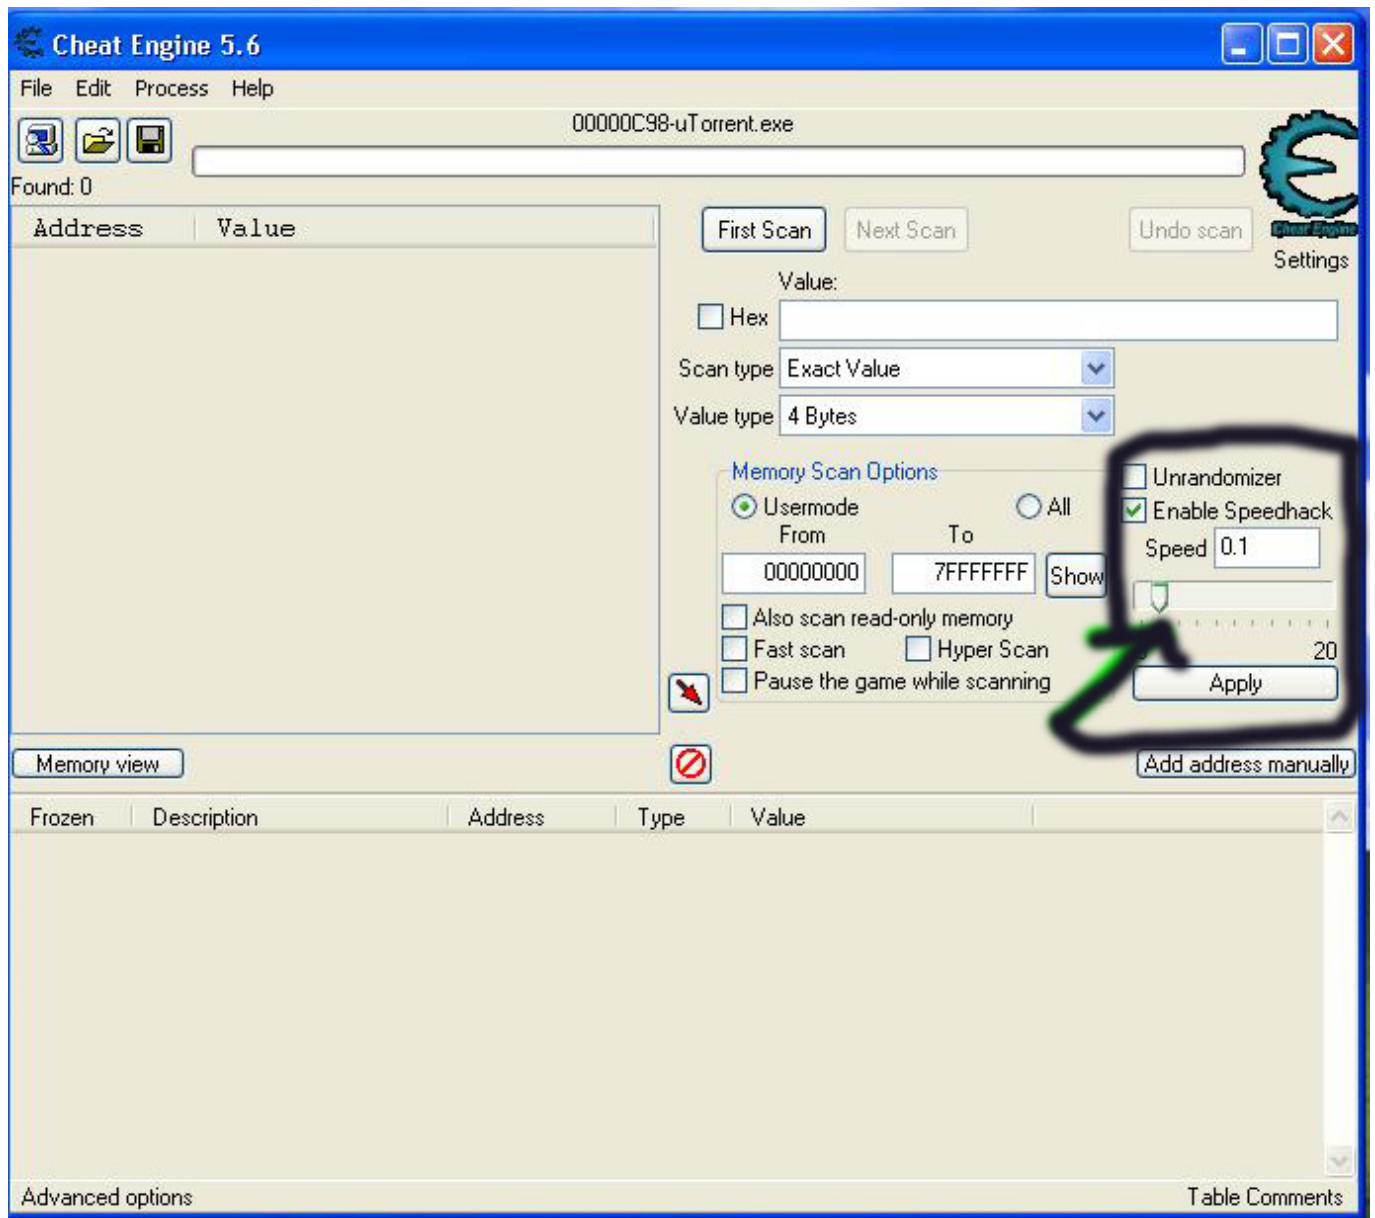 Cheat Engine 5.6
File Edit Process Help
00000C98-uTorrent.exe
Found: 0
Address Value
First Scan Next Scan Undo scan
Cheat Engine
Settings
Value:
Hex
Scan type Exact Value
Value type 4 Bytes
Memory Scan Options
Usermode All
From To
00000000 7FFFFFFF Show
Also scan read-only memory
Fast scan Hyper Scan
Pause the game while scanning
Unrandomizer
Enable Speedhack
Speed 0.1
20
Apply
Memory view Add address manually
Frozen Description Address Type Value
Advanced options Table Comments